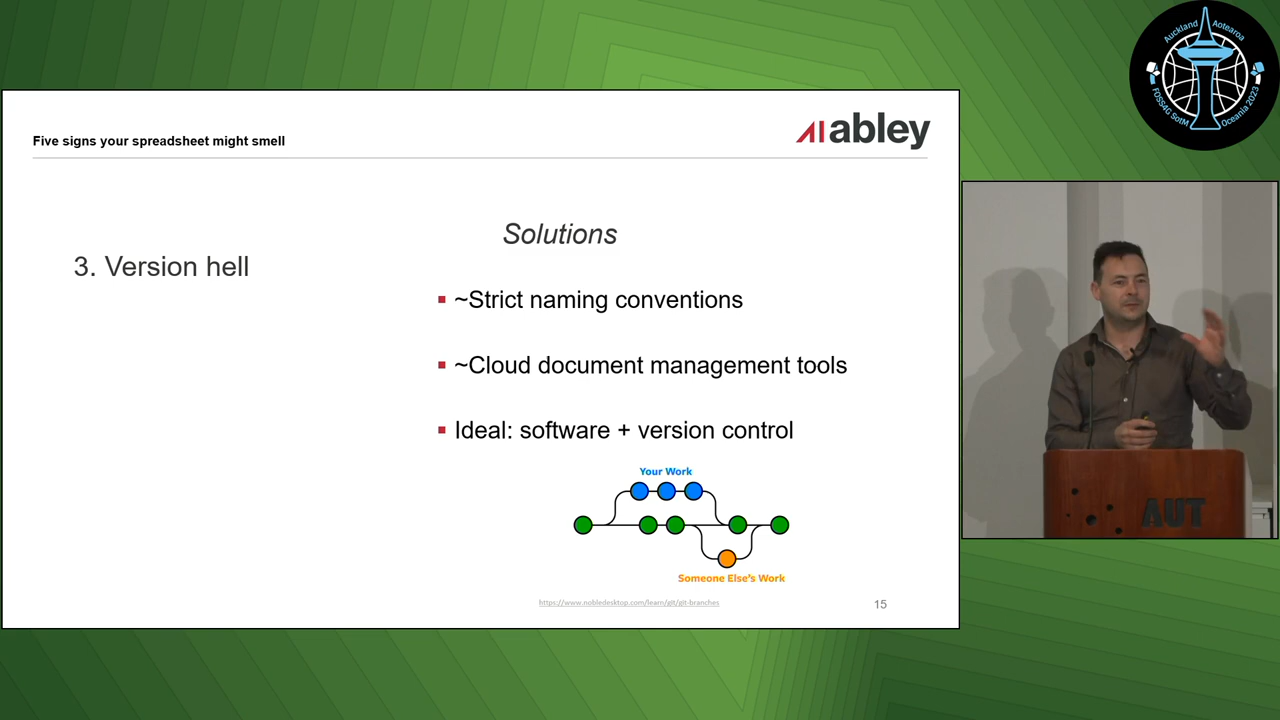 Five signs your spreadsheet might smell
abley
3. Version hell
Solutions
~Strict naming conventions
~Cloud document management tools
Ideal: software + version control
Your Work
Someone Else's Work
https://www.nobledesktop.com/learn/git/git-branches
15
Auckland Aotearoa
FOSS4G SotM Oceania 2023
AUT